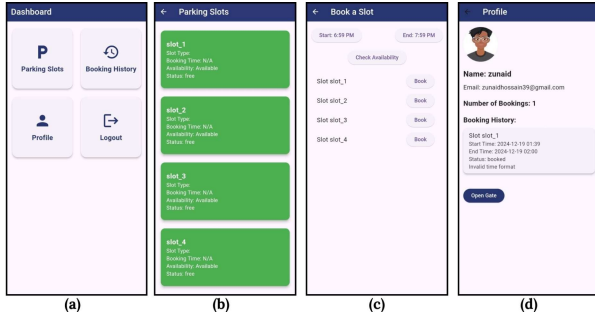 Dashboard
P
Parking Slots
Booking History
Profile
Logout
(a)
Parking Slots
slot_1
Slot Type:
Booking Time: N/A
Availability: Available
Status: free
slot_2
Slot Type:
Booking Time: N/A
Availability: Available
Status: free
slot_3
Slot Type:
Booking Time: N/A
Availability: Available
Status: free
slot_4
Slot Type:
Booking Time: N/A
Availability: Available
Status: free
(b)
Book a Slot
Start: 6:59 PM
End: 7:59 PM
Check Availability
Slot slot_1 Book
Slot slot_2 Book
Slot slot_3 Book
Slot slot_4 Book
(c)
Profile
Name: zunaid
Email: zunaidhossain39@gmail.com
Number of Bookings: 1
Booking History:
Slot slot_1
Start Time: 2024-12-19 01:39
End Time: 2024-12-19 02:00
Status: booked
Invalid time format
Open Gate
(d)